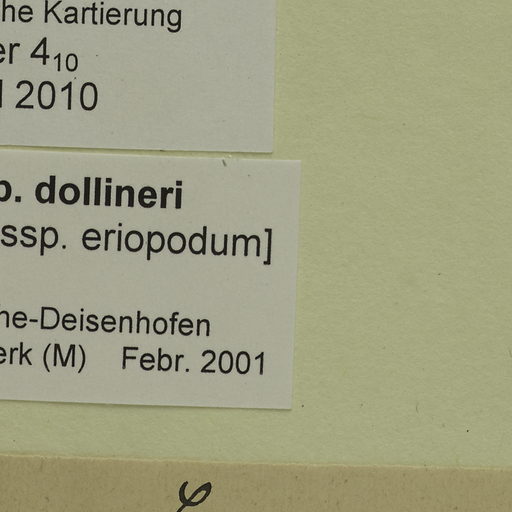 he Kartierung
er 4₁₀
2010
p. dollineri
ssp. eriopodum]
he-Deisenhofen
erk (M) Febr. 2001